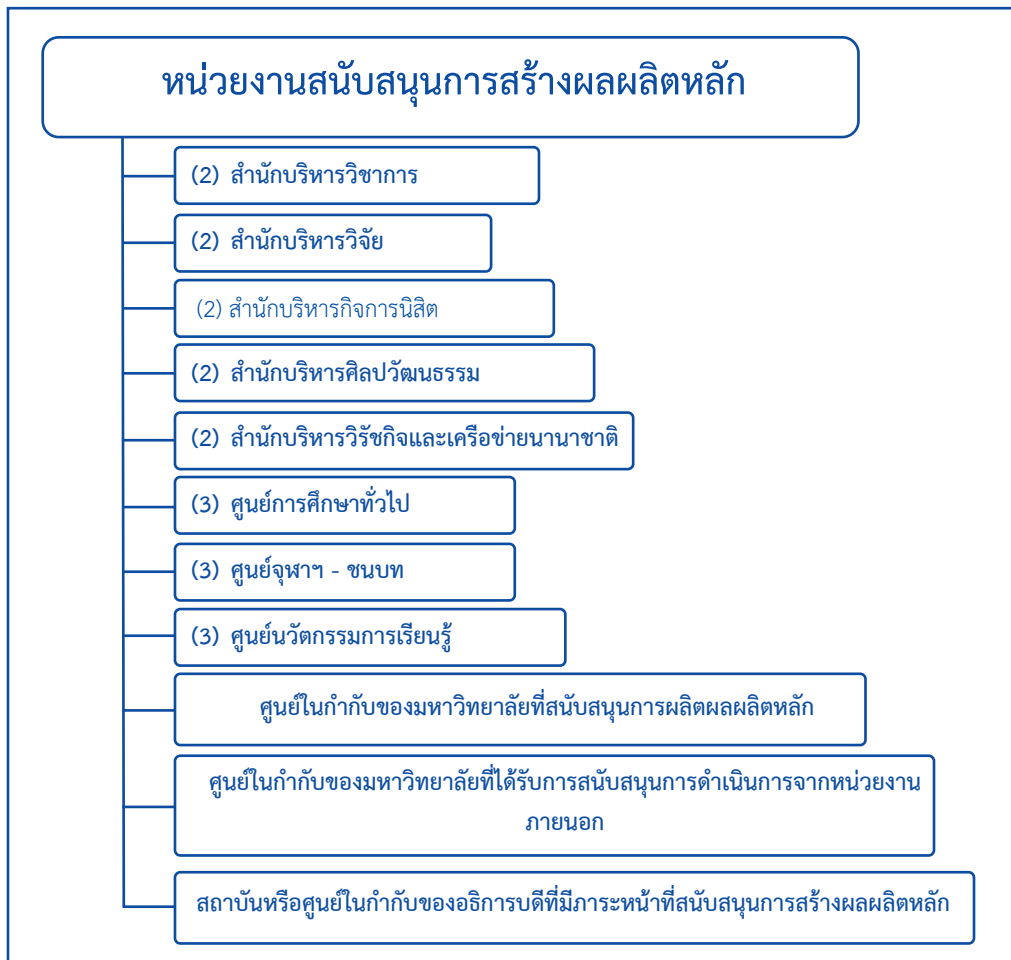 หน่วยงานสนับสนุนการสร้างผลผลิตหลัก
(2) สำนักบริหารวิชาการ
(2) สำนักบริหารวิจัย
(2) สำนักบริหารกิจการนิสิต
(2) สำนักบริหารศิลปวัฒนธรรม
(2) สำนักบริหารวิรัชกิจและเครือข่ายนานาชาติ
(3) ศูนย์การศึกษาทั่วไป
(3) ศูนย์จุฬาฯ - ชนบท
(3) ศูนย์นวัตกรรมการเรียนรู้
ศูนย์ในกำกับของมหาวิทยาลัยที่สนับสนุนการผลิตผลผลิตหลัก
ศูนย์ในกำกับของมหาวิทยาลัยที่ได้รับการสนับสนุนการดำเนินการจากหน่วยงาน
ภายนอก
สถาบันหรือศูนย์ในกำกับของอธิการบดีที่มีภาระหน้าที่สนับสนุนการสร้างผลผลิตหลัก